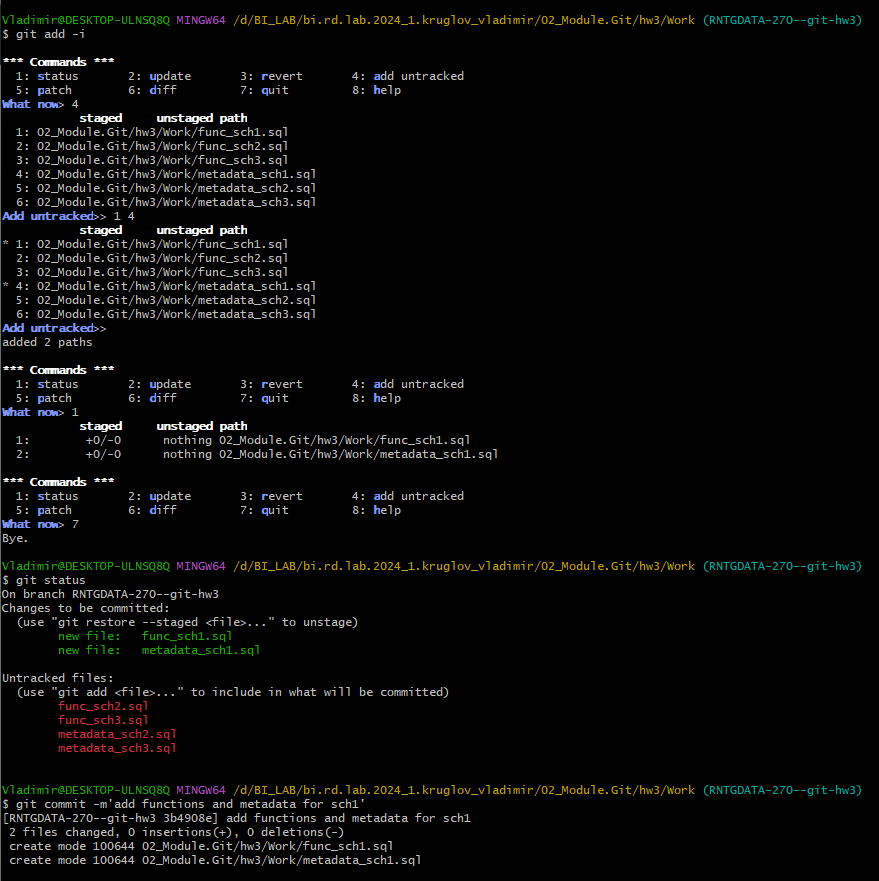 Vladimir@DESKTOP-ULNSQ8Q MINGW64 /d/BI_LAB/bi.rd.lab.2024_1.kruglov_vladimir/02_Module.Git/hw3/Work (RNTGDATA-270--git-hw3)
$ git add -i

*** Commands ***
  1: status       2: update       3: revert       4: add untracked
  5: patch        6: diff         7: quit         8: help
What now> 4
           staged     unstaged path
  1: 02_Module.Git/hw3/Work/func_sch1.sql
  2: 02_Module.Git/hw3/Work/func_sch2.sql
  3: 02_Module.Git/hw3/Work/func_sch3.sql
  4: 02_Module.Git/hw3/Work/metadata_sch1.sql
  5: 02_Module.Git/hw3/Work/metadata_sch2.sql
  6: 02_Module.Git/hw3/Work/metadata_sch3.sql
Add untracked>> 1 4
           staged     unstaged path
* 1: 02_Module.Git/hw3/Work/func_sch1.sql
  2: 02_Module.Git/hw3/Work/func_sch2.sql
  3: 02_Module.Git/hw3/Work/func_sch3.sql
* 4: 02_Module.Git/hw3/Work/metadata_sch1.sql
  5: 02_Module.Git/hw3/Work/metadata_sch2.sql
  6: 02_Module.Git/hw3/Work/metadata_sch3.sql
Add untracked>>
added 2 paths

*** Commands ***
  1: status       2: update       3: revert       4: add untracked
  5: patch        6: diff         7: quit         8: help
What now> 1
           staged     unstaged path
  1:        +0/-0      nothing 02_Module.Git/hw3/Work/func_sch1.sql
  2:        +0/-0      nothing 02_Module.Git/hw3/Work/metadata_sch1.sql

*** Commands ***
  1: status       2: update       3: revert       4: add untracked
  5: patch        6: diff         7: quit         8: help
What now> 7
Bye.

Vladimir@DESKTOP-ULNSQ8Q MINGW64 /d/BI_LAB/bi.rd.lab.2024_1.kruglov_vladimir/02_Module.Git/hw3/Work (RNTGDATA-270--git-hw3)
$ git status
On branch RNTGDATA-270--git-hw3
Changes to be committed:
  (use "git restore --staged <file>..." to unstage)
        new file:   func_sch1.sql
        new file:   metadata_sch1.sql

Untracked files:
  (use "git add <file>..." to include in what will be committed)
        func_sch2.sql
        func_sch3.sql
        metadata_sch2.sql
        metadata_sch3.sql

Vladimir@DESKTOP-ULNSQ8Q MINGW64 /d/BI_LAB/bi.rd.lab.2024_1.kruglov_vladimir/02_Module.Git/hw3/Work (RNTGDATA-270--git-hw3)
$ git commit -m'add functions and metadata for sch1'
[RNTGDATA-270--git-hw3 3b4908e] add functions and metadata for sch1
 2 files changed, 0 insertions(+), 0 deletions(-)
 create mode 100644 02_Module.Git/hw3/Work/func_sch1.sql
 create mode 100644 02_Module.Git/hw3/Work/metadata_sch1.sql